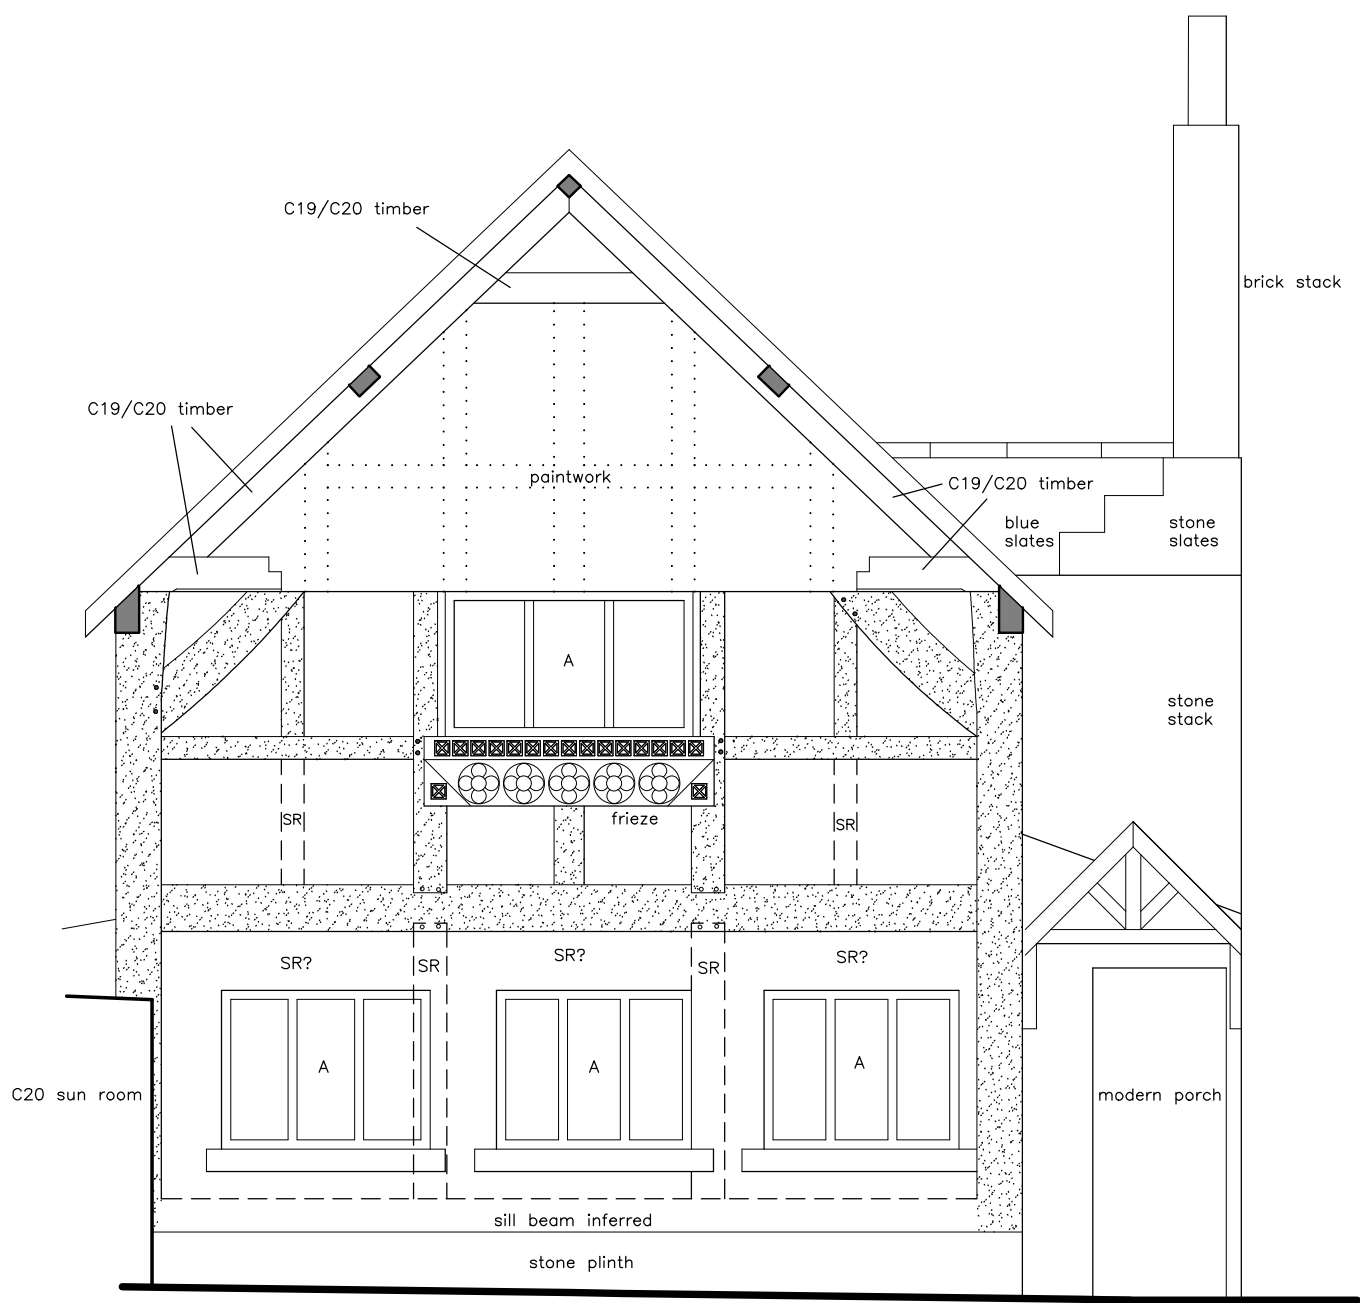 C19/C20 timber
brick stack
C19/C20 timber
paintwork
C19/C20 timber
blue
slates
stone
slates
A
stone
stack
SR
frieze
SR
SR?
SR
SR?
SR
SR?
A
A
A
C20 sun room
modern porch
sill beam inferred
stone plinth